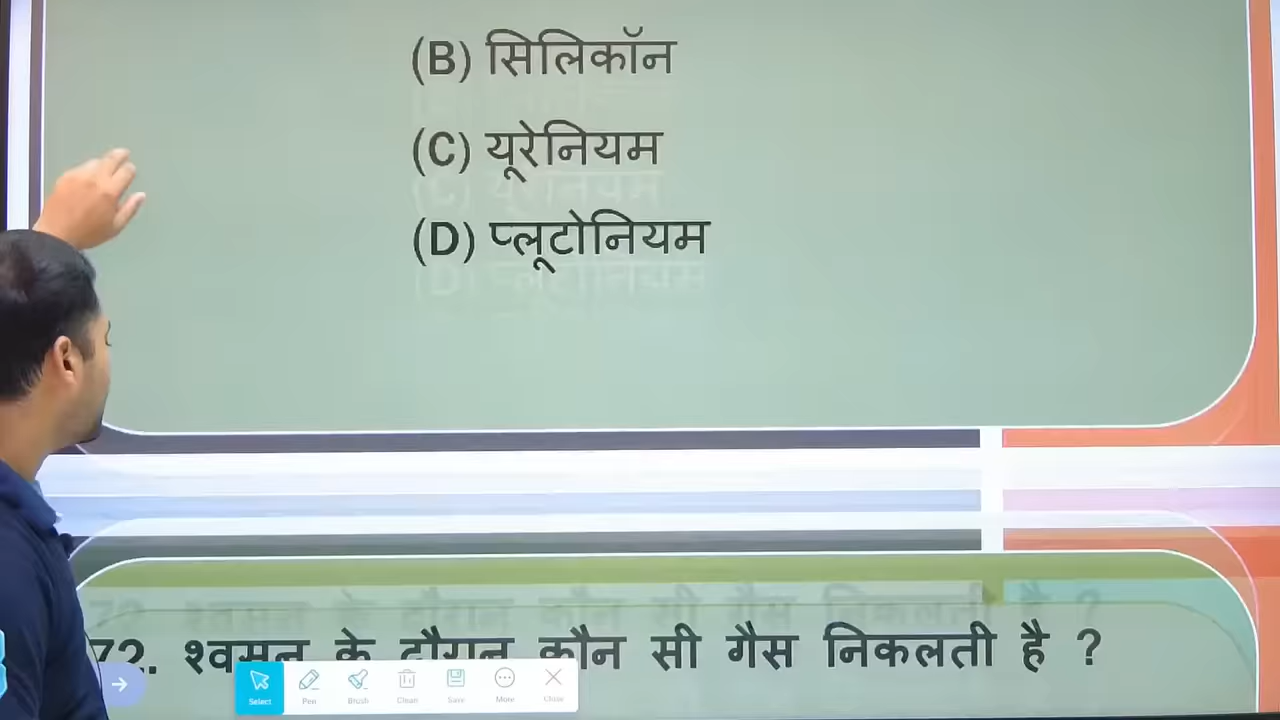 (B) सिलिकॉन
(C) यूरेनियम
(D) प्लूटोनियम
72. श्वसन के दौरान कौन सी गैस निकलती है ?
Select Pen Brush Clean Save More Close